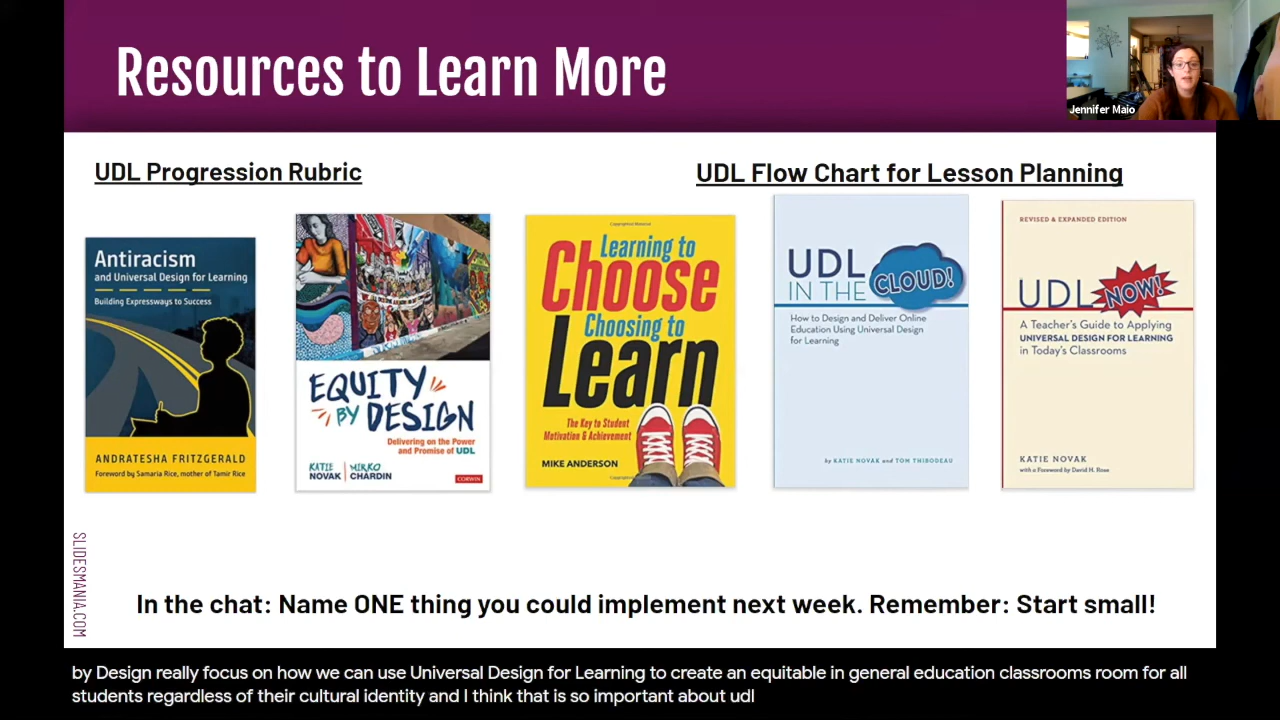 Resources to Learn More
Jennifer Maio
UDL Progression Rubric
UDL Flow Chart for Lesson Planning
Antiracism
and Universal Design for Learning
Building Expressways to Success
ANDRATESHA FRITZGERALD
Foreword by Samaria Rice, mother of Tamir Rice
EQUITY
BY DESIGN
Delivering on the Power
and Promise of UDL
KATIE NOVAK
MIRKO CHARDIN
CORWIN
Learning to
Choose
Choosing to
Learn
The Key to Student
Motivation & Achievement
MIKE ANDERSON
UDL
IN THE CLOUD!
How to Design and Deliver Online
Education Using Universal Design
for Learning
by KATIE NOVAK and TOM THIBODEAU
REVISED & EXPANDED EDITION
UDL NOW!
A Teacher's Guide to Applying
UNIVERSAL DESIGN FOR LEARNING
in Today's Classrooms
KATIE NOVAK
with a Foreword by David H. Rose
SLIDESMANIA.COM
In the chat: Name ONE thing you could implement next week. Remember: Start small!
by Design really focus on how we can use Universal Design for Learning to create an equitable in general education classrooms room for all
students regardless of their cultural identity and I think that is so important about udl